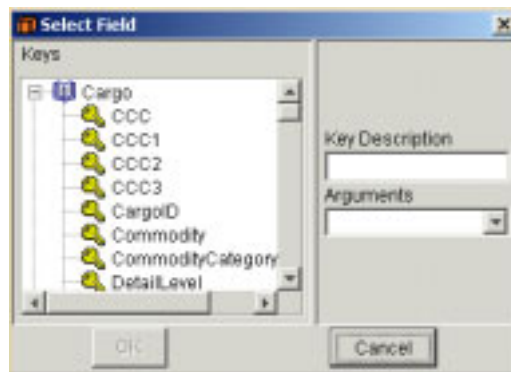 Select Field
Keys
Cargo
CCC
CCC1
CCC2
CCC3
CargoID
Commodity
CommodityCategory
DetailLevel
Key Description
Arguments
OK
Cancel